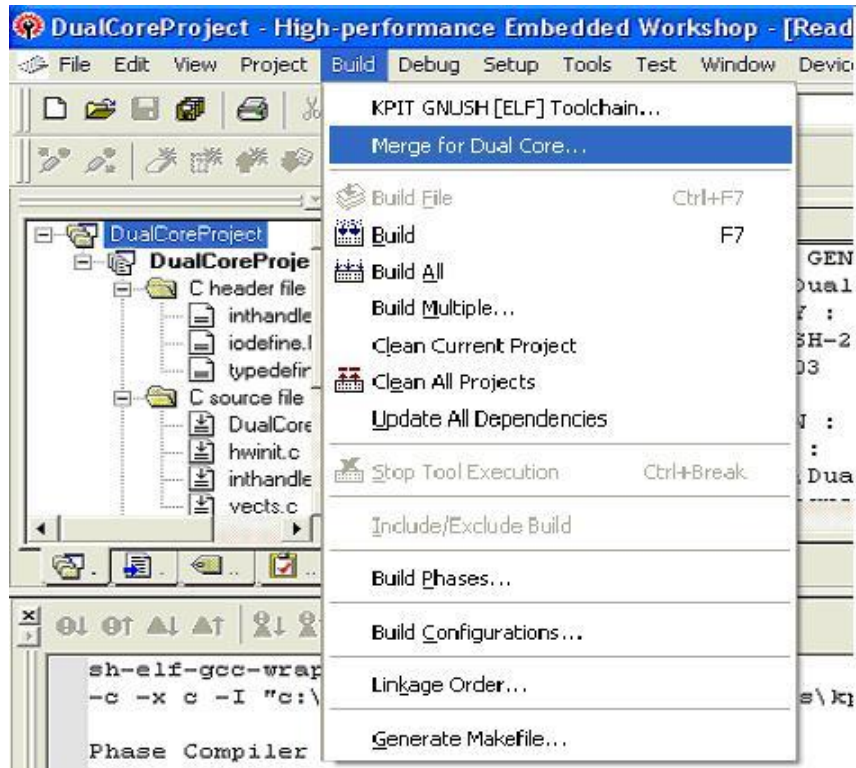 DualCoreProject - High-performance Embedded Workshop - [Read
File Edit View Project Build Debug Setup Tools Test Window Devic
KPIT GNUSH [ELF] Toolchain...
Merge for Dual Core...
Build File Ctrl+F7
Build F7
Build All
Build Multiple...
Clean Current Project
Clean All Projects
Update All Dependencies
Stop Tool Execution Ctrl+Break
Include/Exclude Build
Build Phases...
Build Configurations...
Linkage Order...
Generate Makefile...
DualCoreProject
DualCoreProje
C header file
inthandle
iodefine.
typedefin
C source file
DualCore
hwinit.c
inthandle
vects.c
GEN
Dual
Y :
SH-2
03
N :
:
Dua
sh-elf-gcc-wrap
-c -x c -I "c:\
s\kp
Phase Compiler